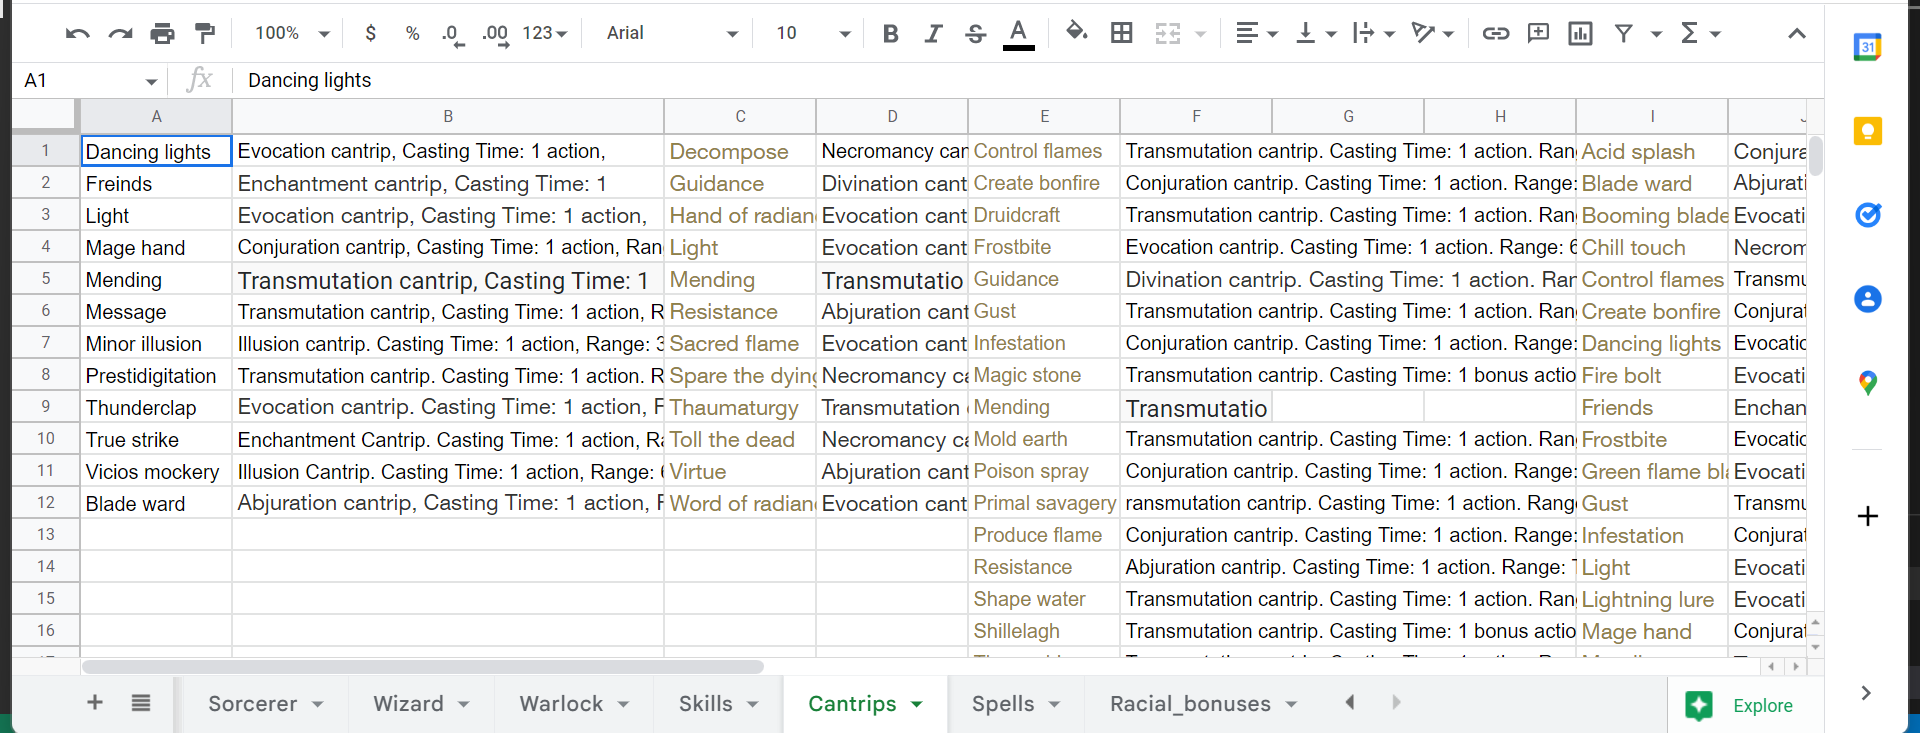 100% $ % .0 .00 123 Arial 10 B I S A Σ
A1 fx Dancing lights
31
A B C D E F G H I
1 Dancing lights Evocation cantrip, Casting Time: 1 action, Decompose Necromancy can Control flames Transmutation cantrip. Casting Time: 1 action. Ran Acid splash Conjura
2 Freinds Enchantment cantrip, Casting Time: 1 Guidance Divination cant Create bonfire Conjuration cantrip. Casting Time: 1 action. Range: Blade ward Abjurati
3 Light Evocation cantrip, Casting Time: 1 action, Hand of radian Evocation cant Druidcraft Transmutation cantrip. Casting Time: 1 action. Ran Booming blade Evocati
4 Mage hand Conjuration cantrip, Casting Time: 1 action, Ran Light Evocation cant Frostbite Evocation cantrip. Casting Time: 1 action. Range: 6 Chill touch Necrom
5 Mending Transmutation cantrip, Casting Time: 1 Mending Transmutatio Guidance Divination cantrip. Casting Time: 1 action. Ran Control flames Transmu
6 Message Transmutation cantrip, Casting Time: 1 action, R Resistance Abjuration cant Gust Transmutation cantrip. Casting Time: 1 action. Ran Create bonfire Conjurat
7 Minor illusion Illusion cantrip. Casting Time: 1 action, Range: 3 Sacred flame Evocation cant Infestation Conjuration cantrip. Casting Time: 1 action. Range: Dancing lights Evocatio
8 Prestidigitation Transmutation cantrip. Casting Time: 1 action. R Spare the dying Necromancy ca Magic stone Transmutation cantrip. Casting Time: 1 bonus actio Fire bolt Evocati
9 Thunderclap Evocation cantrip. Casting Time: 1 action, Thaumaturgy Transmutation Mending Transmutatio Friends Enchan
10 True strike Enchantment Cantrip. Casting Time: 1 action, Ra Toll the dead Necromancy ca Mold earth Transmutation cantrip. Casting Time: 1 action. Ran Frostbite Evocatio
11 Vicios mockery Illusion Cantrip. Casting Time: 1 action, Range: 6 Virtue Abjuration cant Poison spray Conjuration cantrip. Casting Time: 1 action. Range: Green flame bla Evocati
12 Blade ward Abjuration cantrip, Casting Time: 1 action, Word of radian Evocation cant Primal savagery ransmutation cantrip. Casting Time: 1 action. Rang Gust Transmu
13 Produce flame Conjuration cantrip. Casting Time: 1 action. Range: Infestation Conjurat
14 Resistance Abjuration cantrip. Casting Time: 1 action. Range: Light Evocati
15 Shape water Transmutation cantrip. Casting Time: 1 action. Ran Lightning lure Evocati
16 Shillelagh Transmutation cantrip. Casting Time: 1 bonus actio Mage hand Conjurat
+ Sorcerer Wizard Warlock Skills Cantrips Spells Racial_bonuses Explore